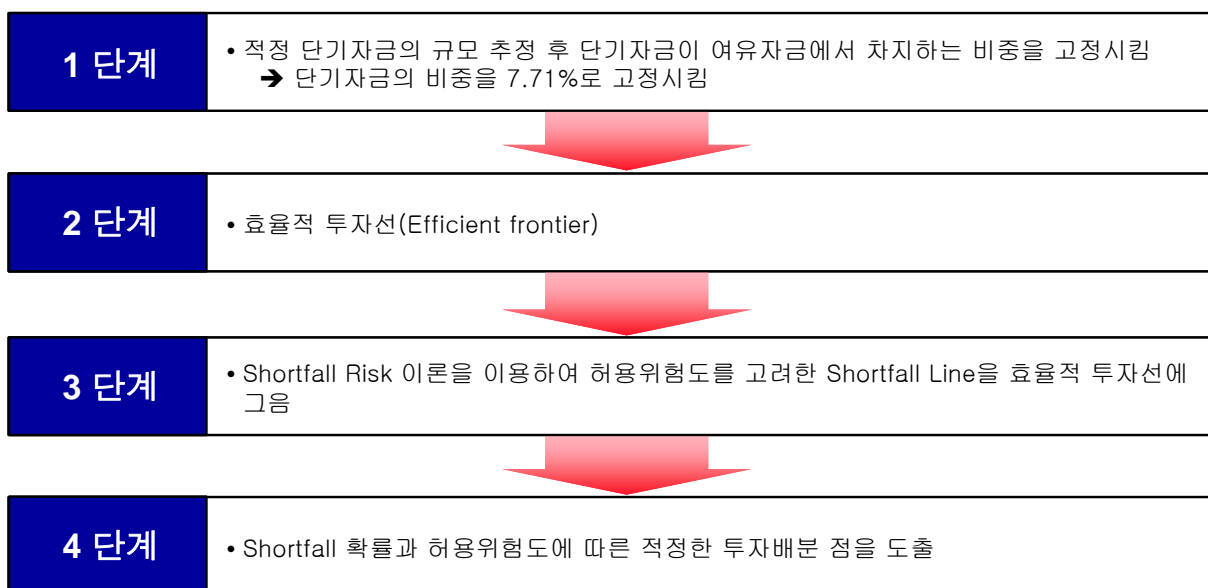 1 단계
• 적정 단기자금의 규모 추정 후 단기자금이 여유자금에서 차지하는 비중을 고정시킴
➔ 단기자금의 비중을 7.71%로 고정시킴
2 단계
• 효율적 투자선(Efficient frontier)
3 단계
• Shortfall Risk 이론을 이용하여 허용위험도를 고려한 Shortfall Line을 효율적 투자선에
그음
4 단계
• Shortfall 확률과 허용위험도에 따른 적정한 투자배분 점을 도출